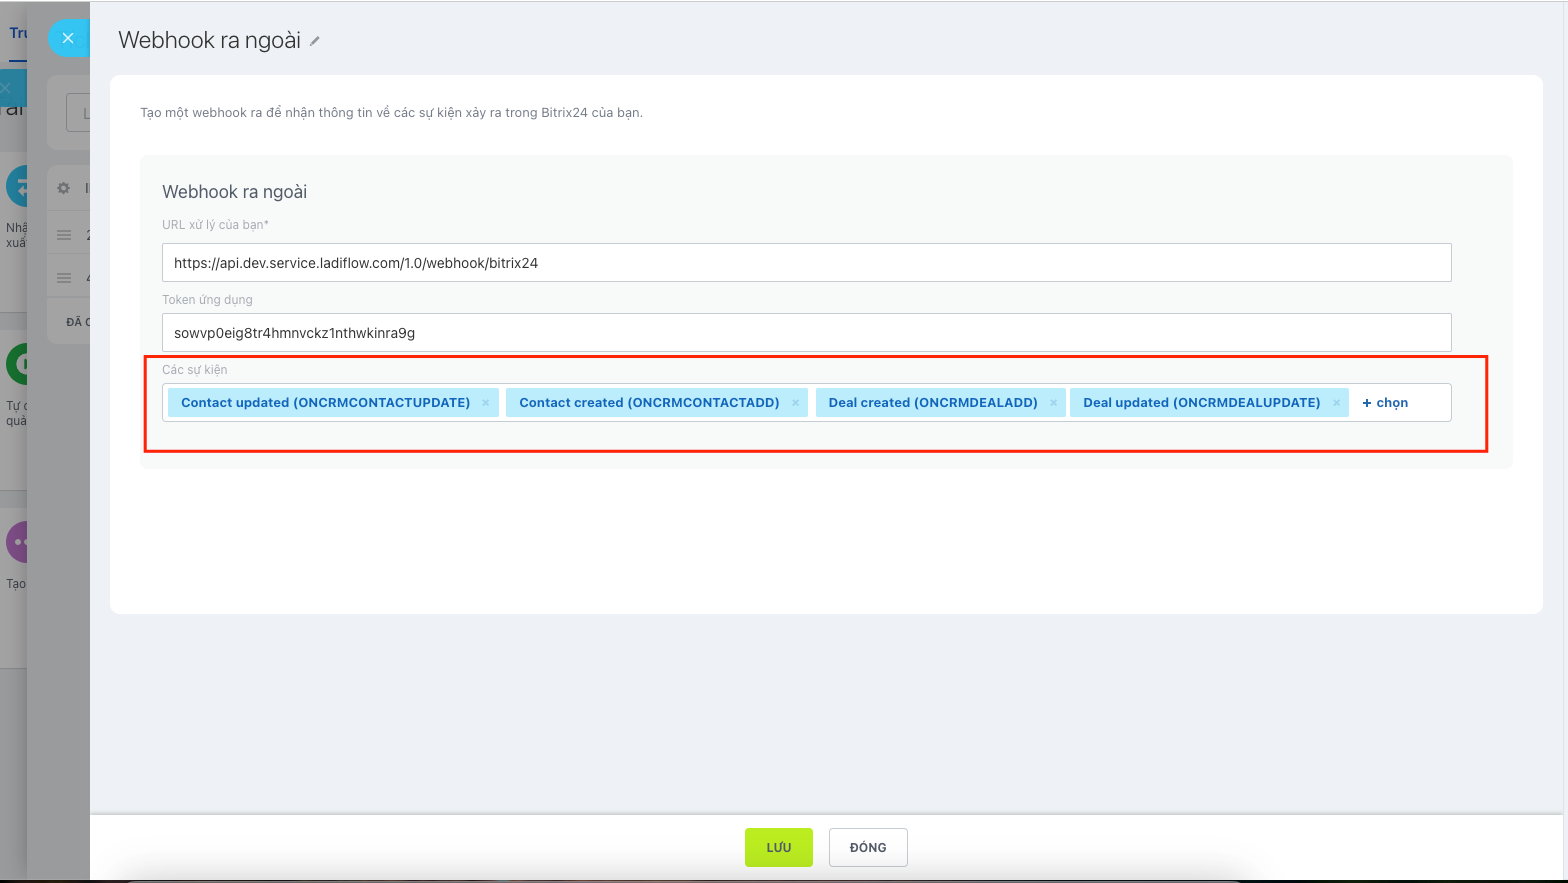 Webhook ra ngoài
Tạo một webhook ra để nhận thông tin về các sự kiện xảy ra trong Bitrix24 của bạn.
Webhook ra ngoài
URL xử lý của bạn*
https://api.dev.service.ladiflow.com/1.0/webhook/bitrix24
Token ứng dụng
sowvp0eig8tr4hmnvckz1nthwkinra9g
Các sự kiện
Contact updated (ONCRMCONTACTUPDATE) × Contact created (ONCRMCONTACTADD) × Deal created (ONCRMDEALADD) × Deal updated (ONCRMDEALUPDATE) × + chọn
LƯU ĐÓNG
Tạo